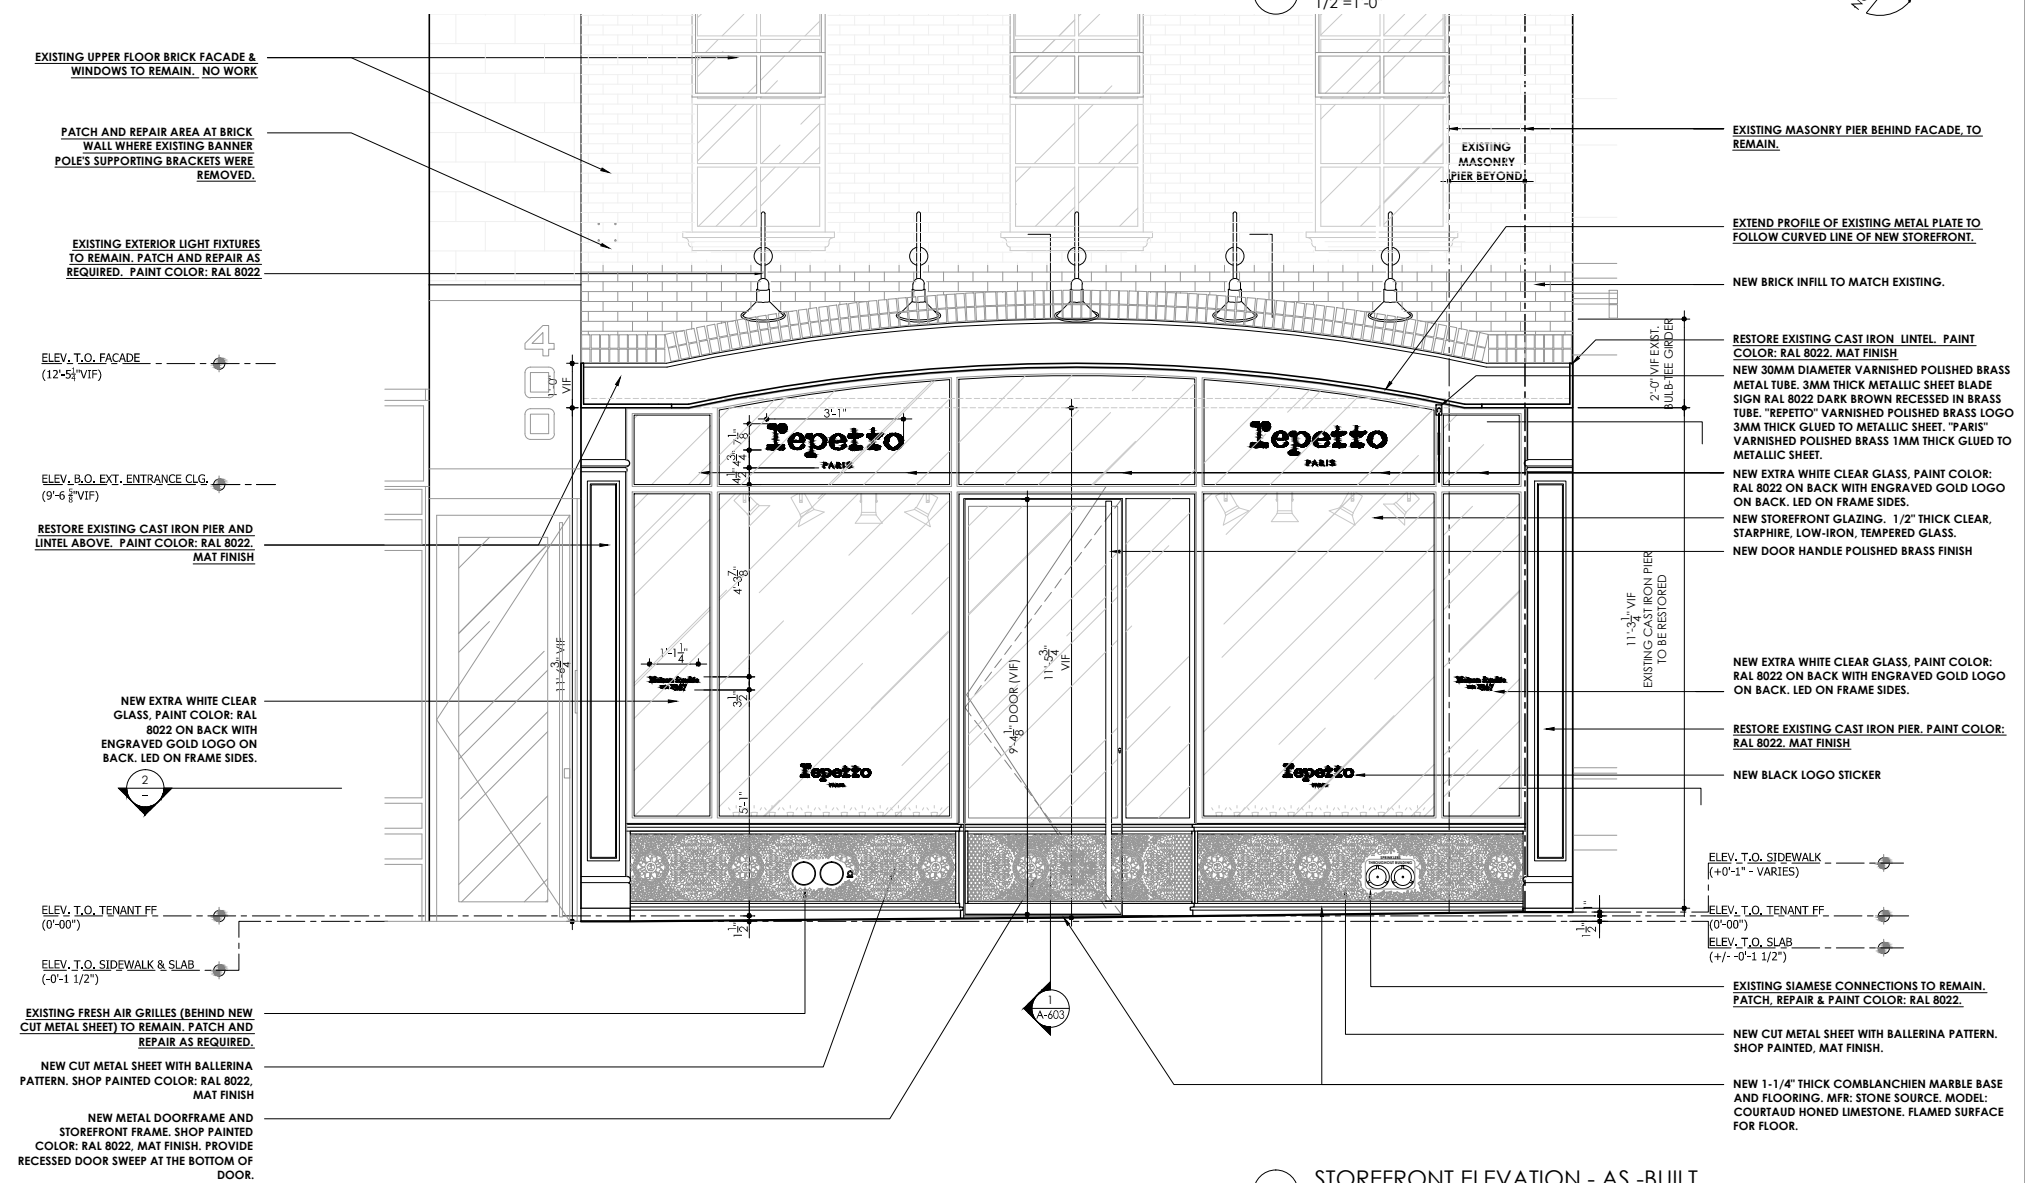 1/2"=1'-0"
EXISTING UPPER FLOOR BRICK FACADE &
WINDOWS TO REMAIN. NO WORK
PATCH AND REPAIR AREA AT BRICK
WALL WHERE EXISTING BANNER
POLE'S SUPPORTING BRACKETS WERE
REMOVED.
EXISTING EXTERIOR LIGHT FIXTURES
TO REMAIN. PATCH AND REPAIR AS
REQUIRED. PAINT COLOR: RAL 8022
ELEV. T.O. FACADE
(12'-5¼"VIF)
ELEV. B.O. EXT. ENTRANCE CLG.
(9'-6 ⅝"VIF)
RESTORE EXISTING CAST IRON PIER AND
LINTEL ABOVE. PAINT COLOR: RAL 8022.
MAT FINISH
NEW EXTRA WHITE CLEAR
GLASS, PAINT COLOR: RAL
8022 ON BACK WITH
ENGRAVED GOLD LOGO ON
BACK. LED ON FRAME SIDES.
2
–
ELEV. T.O. TENANT FF
(0'-00")
ELEV. T.O. SIDEWALK & SLAB
(-0'-1 1/2")
EXISTING FRESH AIR GRILLES (BEHIND NEW
CUT METAL SHEET) TO REMAIN. PATCH AND
REPAIR AS REQUIRED.
NEW CUT METAL SHEET WITH BALLERINA
PATTERN. SHOP PAINTED COLOR: RAL 8022,
MAT FINISH
NEW METAL DOORFRAME AND
STOREFRONT FRAME. SHOP PAINTED
COLOR: RAL 8022, MAT FINISH. PROVIDE
RECESSED DOOR SWEEP AT THE BOTTOM OF
DOOR.
400
1'-0"
VIF
3'-1"
7⅛"
4¾"
4½"
repetto
PARIS
repetto
PARIS
4'-3⅞"
11'-6¾" VIF
1'-1¼"
3½"
9'-4⅛" DOOR (VIF)
11'-5¾"
VIF
5'-1"
repetto
PARIS
repetto
PARIS
SPRINKLERS
THROUGHOUT BUILDING
1½"
1"
1½"
1
A-603
EXISTING
MASONRY
PIER BEYOND
2'-0" VIF EXIST.
BULB-TEE GIRDER
11'-3¼" VIF
EXISTING CAST IRON PIER
TO BE RESTORED
EXISTING MASONRY PIER BEHIND FACADE, TO
REMAIN.
EXTEND PROFILE OF EXISTING METAL PLATE TO
FOLLOW CURVED LINE OF NEW STOREFRONT.
NEW BRICK INFILL TO MATCH EXISTING.
RESTORE EXISTING CAST IRON LINTEL. PAINT
COLOR: RAL 8022. MAT FINISH
NEW 30MM DIAMETER VARNISHED POLISHED BRASS
METAL TUBE. 3MM THICK METALLIC SHEET BLADE
SIGN RAL 8022 DARK BROWN RECESSED IN BRASS
TUBE. "REPETTO" VARNISHED POLISHED BRASS LOGO
3MM THICK GLUED TO METALLIC SHEET. "PARIS"
VARNISHED POLISHED BRASS 1MM THICK GLUED TO
METALLIC SHEET.
NEW EXTRA WHITE CLEAR GLASS, PAINT COLOR:
RAL 8022 ON BACK WITH ENGRAVED GOLD LOGO
ON BACK. LED ON FRAME SIDES.
NEW STOREFRONT GLAZING. 1/2" THICK CLEAR,
STARPHIRE, LOW-IRON, TEMPERED GLASS.
NEW DOOR HANDLE POLISHED BRASS FINISH
NEW EXTRA WHITE CLEAR GLASS, PAINT COLOR:
RAL 8022 ON BACK WITH ENGRAVED GOLD LOGO
ON BACK. LED ON FRAME SIDES.
RESTORE EXISTING CAST IRON PIER. PAINT COLOR:
RAL 8022. MAT FINISH
NEW BLACK LOGO STICKER
ELEV. T.O. SIDEWALK
(+0'-1" - VARIES)
ELEV. T.O. TENANT FF
(0'-00")
ELEV. T.O. SLAB
(+/- -0'-1 1/2")
EXISTING SIAMESE CONNECTIONS TO REMAIN.
PATCH, REPAIR & PAINT COLOR: RAL 8022.
NEW CUT METAL SHEET WITH BALLERINA PATTERN.
SHOP PAINTED, MAT FINISH.
NEW 1-1/4" THICK COMBLANCHIEN MARBLE BASE
AND FLOORING. MFR: STONE SOURCE. MODEL:
COURTAUD HONED LIMESTONE. FLAMED SURFACE
FOR FLOOR.
STOREFRONT ELEVATION - AS -BUILT